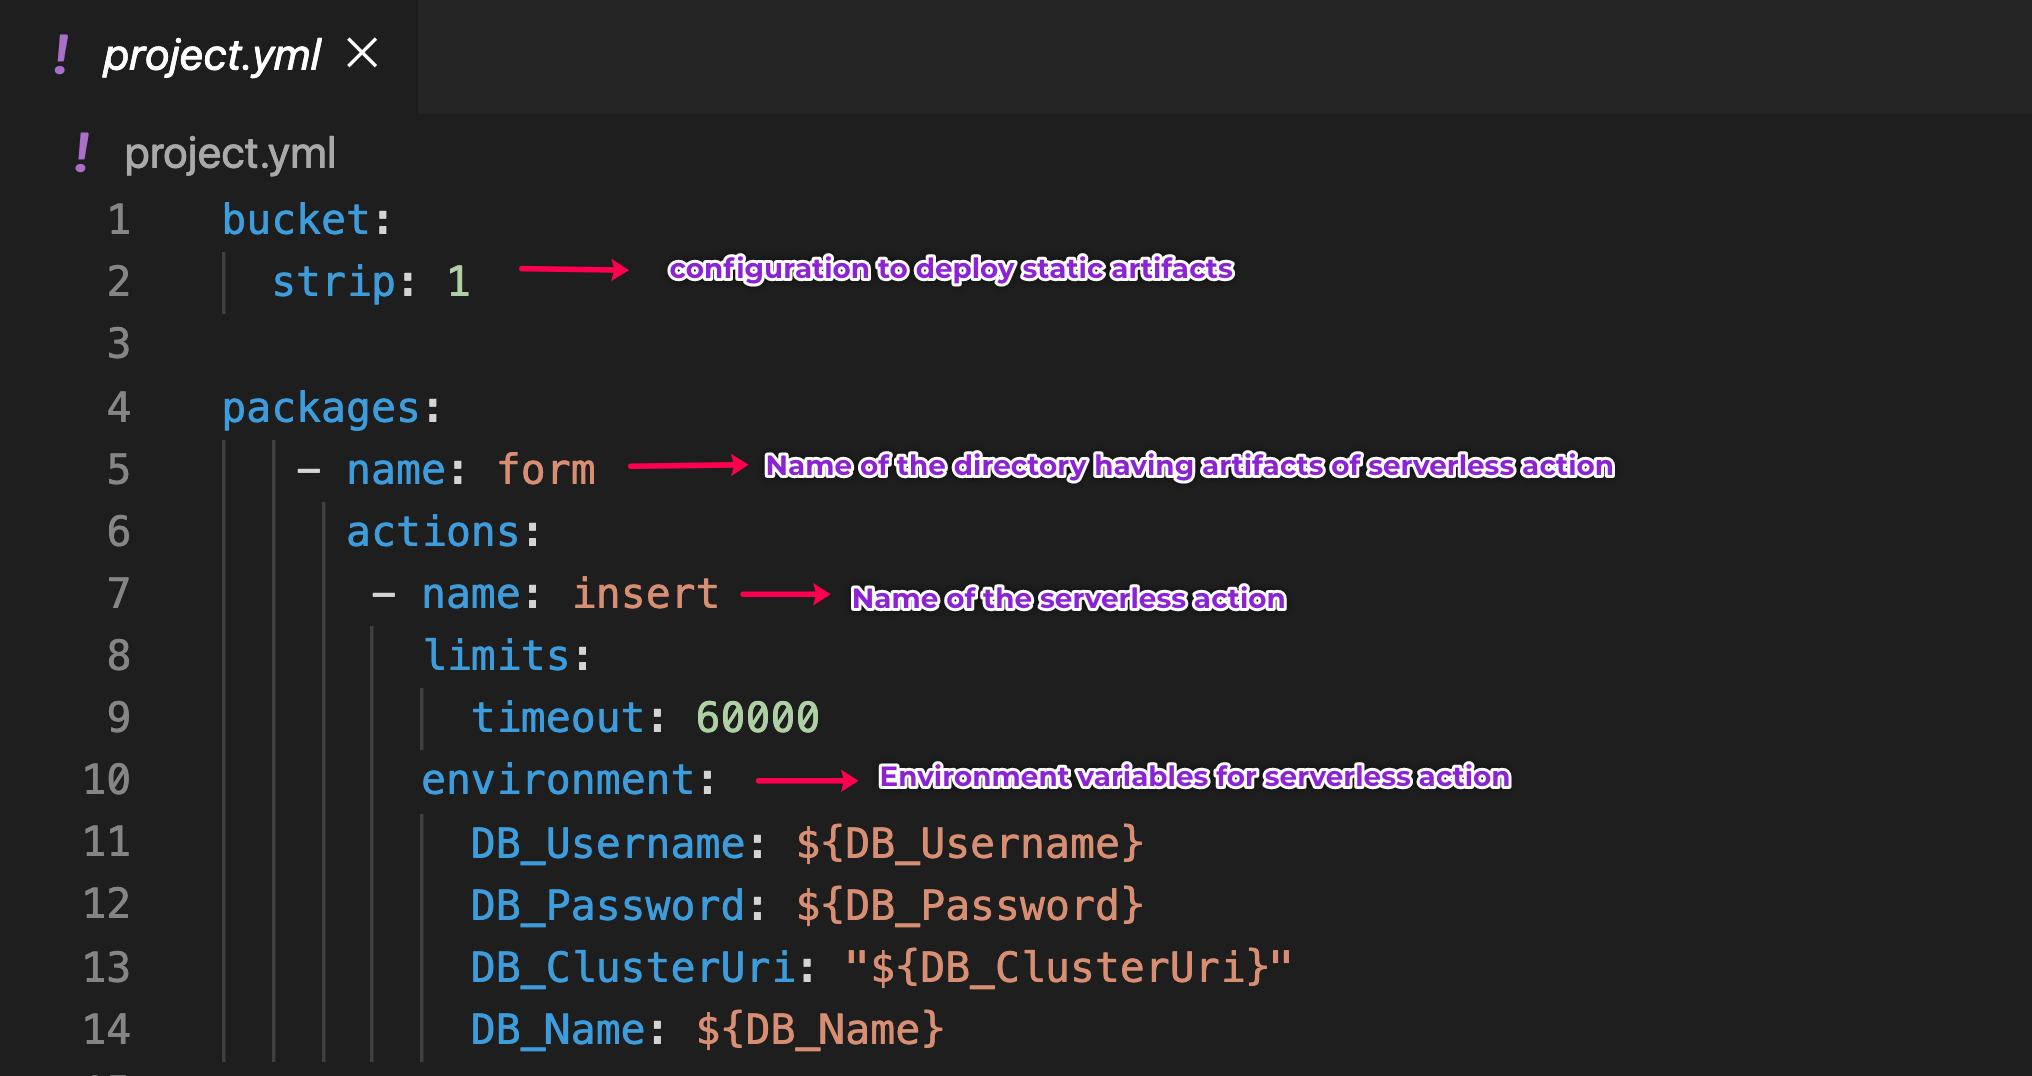 ! project.yml ×
! project.yml
1 bucket:
2 strip: 1 configuration to deploy static artifacts
3
4 packages:
5 - name: form Name of the directory having artifacts of serverless action
6 actions:
7 - name: insert Name of the serverless action
8 limits:
9 timeout: 60000
10 environment: Environment variables for serverless action
11 DB_Username: ${DB_Username}
12 DB_Password: ${DB_Password}
13 DB_ClusterUri: "${DB_ClusterUri}"
14 DB_Name: ${DB_Name}